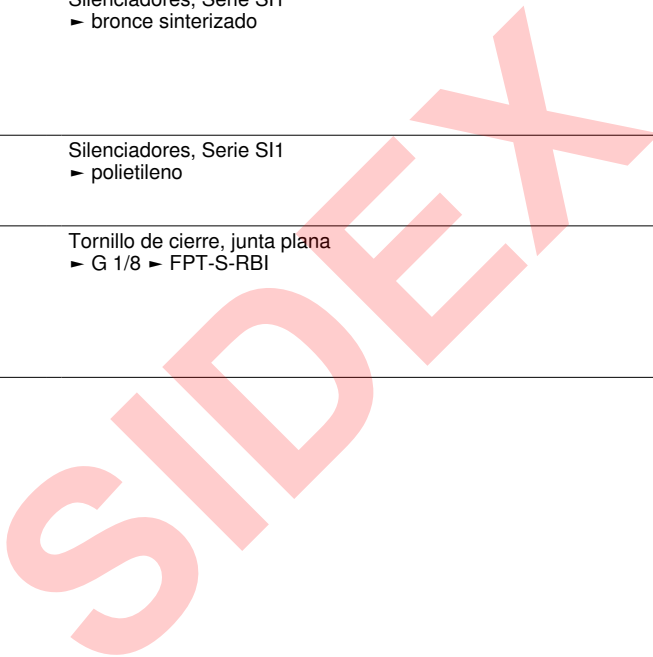 Silenciadores, Serie SI1
► bronce sinterizado
Silenciadores, Serie SI1
► polietileno
Tornillo de cierre, junta plana
► G 1/8 ► FPT-S-RBI
SIDEX